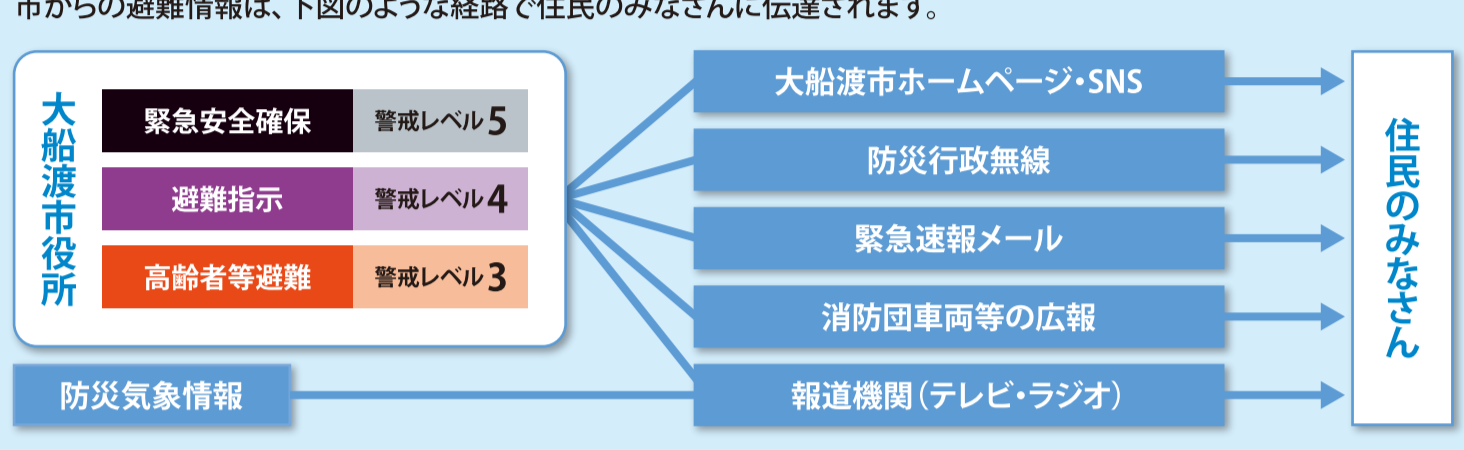 市からの避難情報は、下図のような経路で住民のみなさんに伝達されます。
大船渡市役所
緊急安全確保 警戒レベル5
避難指示 警戒レベル4
高齢者等避難 警戒レベル3
防災気象情報
大船渡市ホームページ・SNS
防災行政無線
緊急速報メール
消防団車両等の広報
報道機関（テレビ・ラジオ）
住民のみなさん